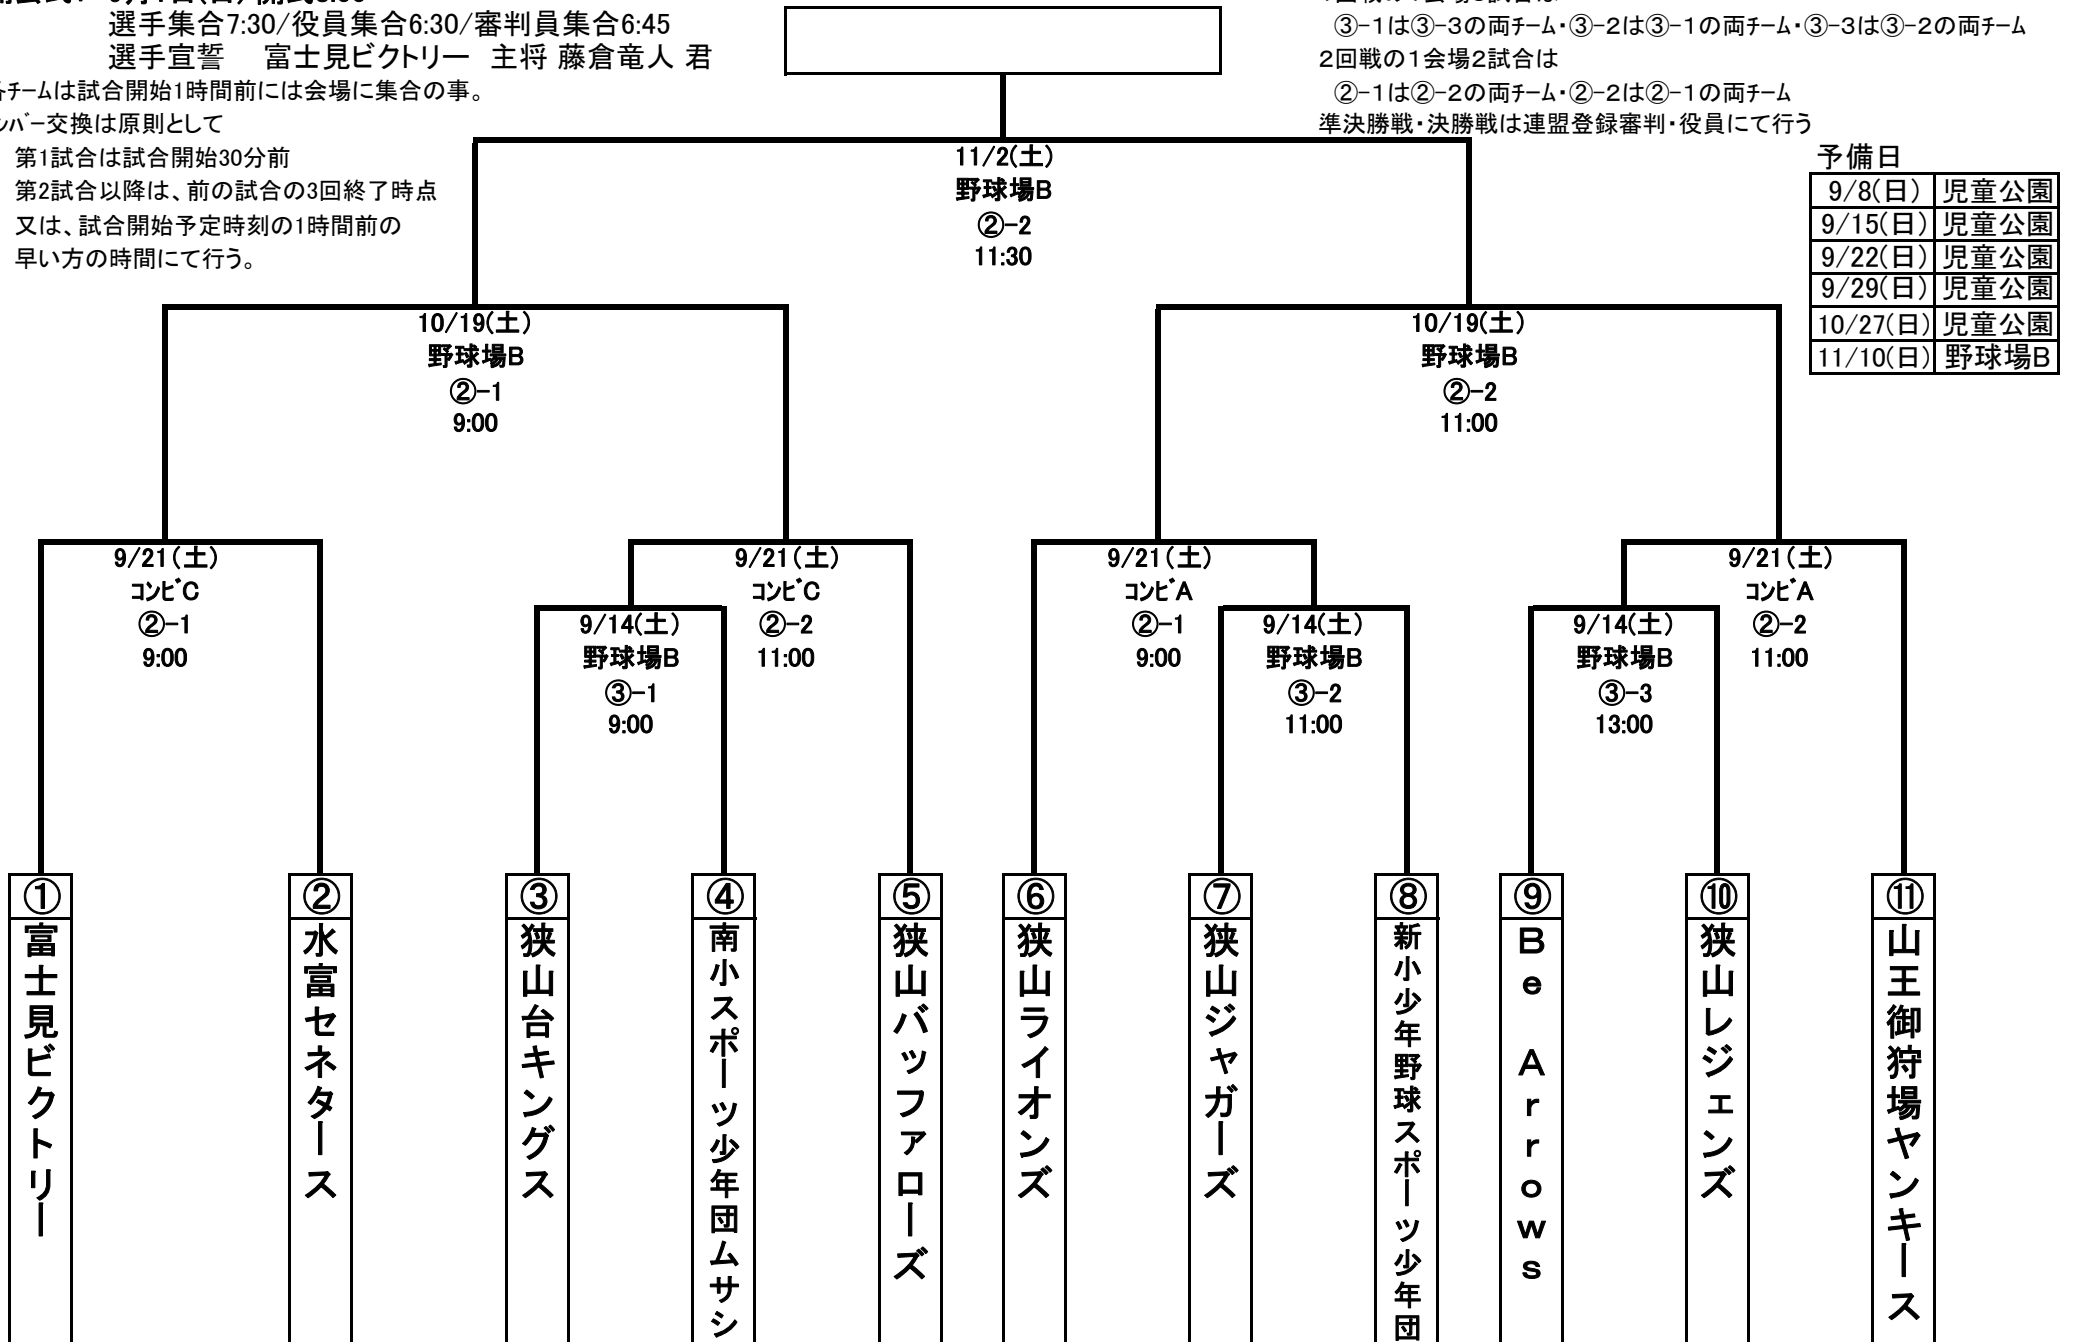 選手集合7:30/役員集合6:30/審判員集合6:45
選手宣誓 富士見ビクトリー 主将 藤倉竜人 君
チームは試合開始1時間前には会場に集合の事。
バー交換は原則として
第1試合は試合開始30分前
第2試合以降は、前の試合の3回終了時点
又は、試合開始予定時刻の1時間前の
早い方の時間にて行う。
③-1は③-3の両チーム・③-2は③-1の両チーム・③-3は③-2の両チーム
2回戦の1会場2試合は
②-1は②-2の両チーム・②-2は②-1の両チーム
準決勝戦・決勝戦は連盟登録審判・役員にて行う
予備日
9/8(日) 児童公園
9/15(日) 児童公園
9/22(日) 児童公園
9/29(日) 児童公園
10/27(日) 児童公園
11/10(日) 野球場B
11/2(土)
野球場B
②-2
11:30
10/19(土)
野球場B
②-1
9:00
10/19(土)
野球場B
②-2
11:00
9/21(土)
コンビC
②-1
9:00
9/21(土)
コンビC
②-2
11:00
9/21(土)
コンビA
②-1
9:00
9/21(土)
コンビA
②-2
11:00
9/14(土)
野球場B
③-1
9:00
9/14(土)
野球場B
③-2
11:00
9/14(土)
野球場B
③-3
13:00
①
富士見ビクトリー
②
水富セネタース
③
狭山台キングス
④
南小スポーツ少年団ムサシ
⑤
狭山バッファローズ
⑥
狭山ライオンズ
⑦
狭山ジャガーズ
⑧
新小少年野球スポーツ少年団
⑨
Be Arrows
⑩
狭山レジェンズ
⑪
山王御狩場ヤンキース